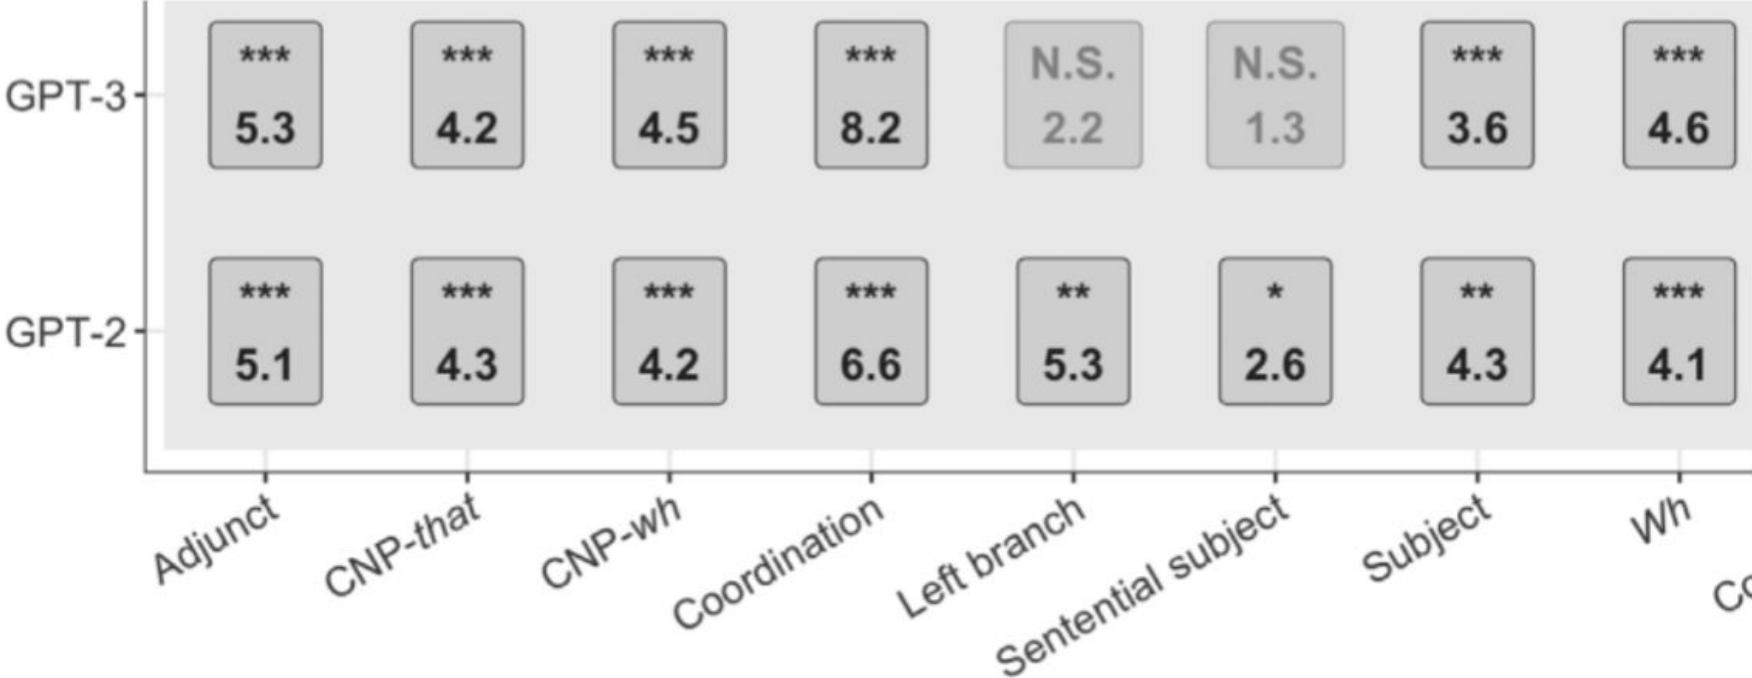 GPT-3
*** *** *** *** N.S. N.S. *** ***
5.3 4.2 4.5 8.2 2.2 1.3 3.6 4.6
GPT-2
*** *** *** *** ** * ** ***
5.1 4.3 4.2 6.6 5.3 2.6 4.3 4.1
Adjunct
CNP-that
CNP-wh
Coordination
Left branch
Sentential subject
Subject
Wh